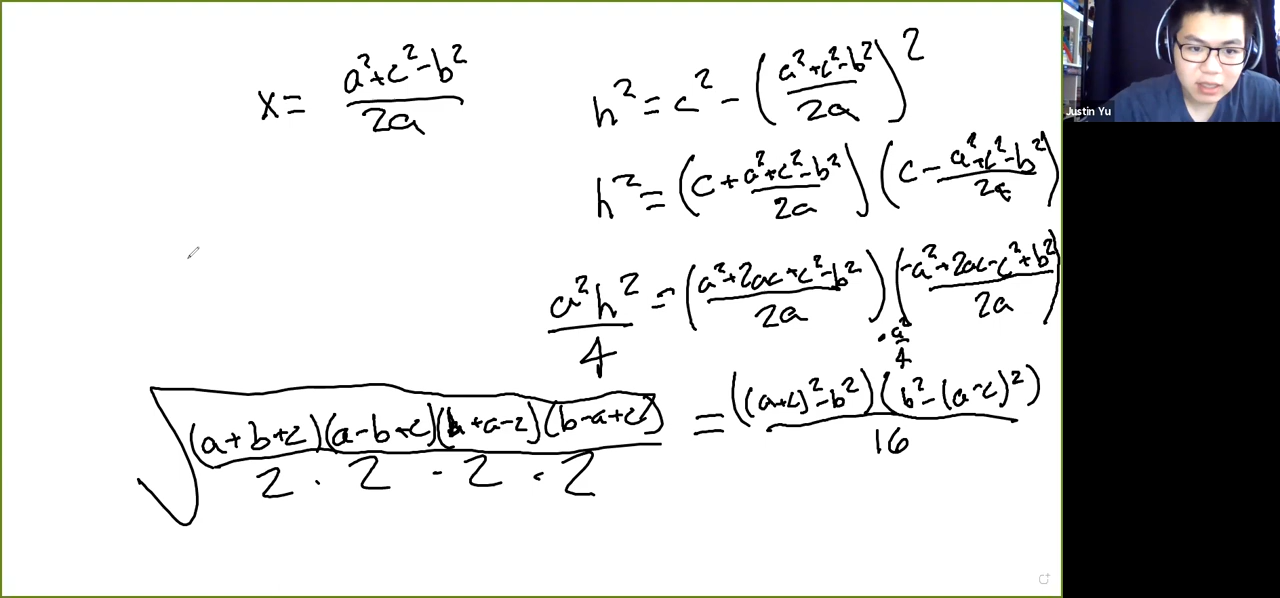 x = (a²+c²-b²)/(2a)
h² = c² - ((a²+c²-b²)/(2a))²
h² = (c + (a²+c²-b²)/(2a)) (c - (a²+c²-b²)/(2a))
a²h²/4 = ((a²+2ac+c²-b²)/(2a)) ((-a²+2ac-c²+b²)/(2a)) · a²/4
√((a+b+c)(a-b+c)(b+a-c)(b-a+c)/(2·2·2·2)) = (((a+c)²-b²)(b²-(a-c)²))/16
Justin Yu